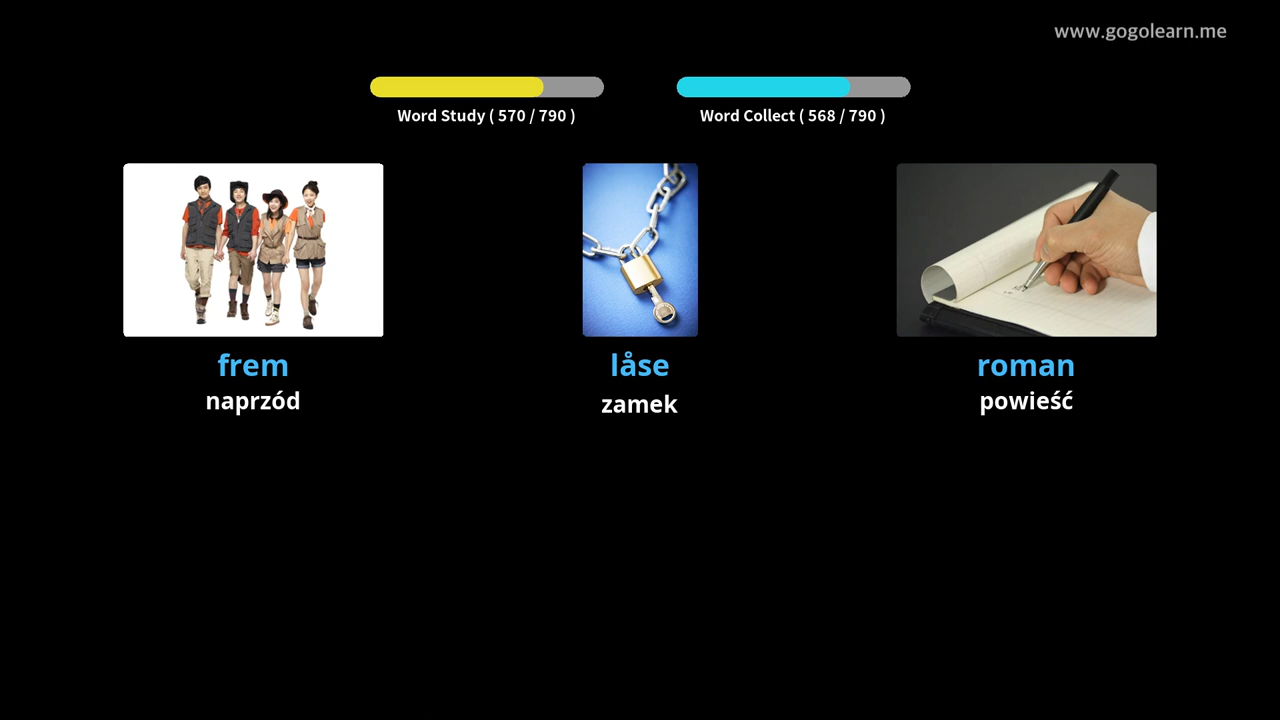 www.gogolearn.me
Word Study ( 570 / 790 )
Word Collect ( 568 / 790 )
frem
naprzód
låse
zamek
roman
powieść